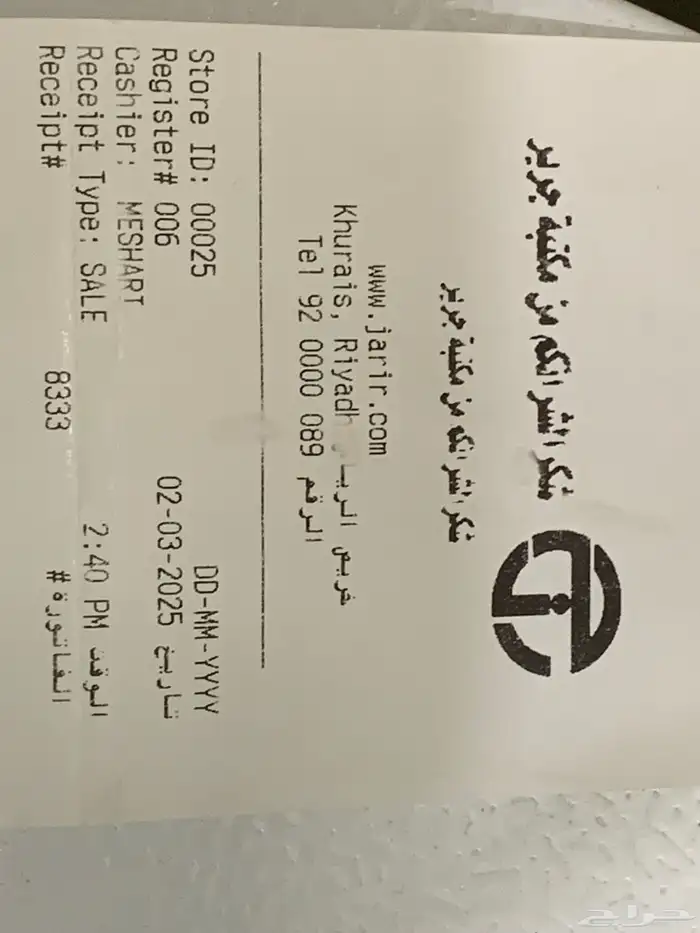 شكرا لشرائكم من مكتبة جرير
شكرا لشرائكم من مكتبة جرير
www.jarir.com
Khurais, Riyadh خريص الرياض
Tel 92 0000 089 الرقم
Store ID: 00025 DD-MM-YYYY
Register# 006 02-03-2025 تاريخ
Cashier: MESHART
Receipt Type: SALE 2:40 PM الوقت
Receipt# 8333 الفاتورة #
حراج